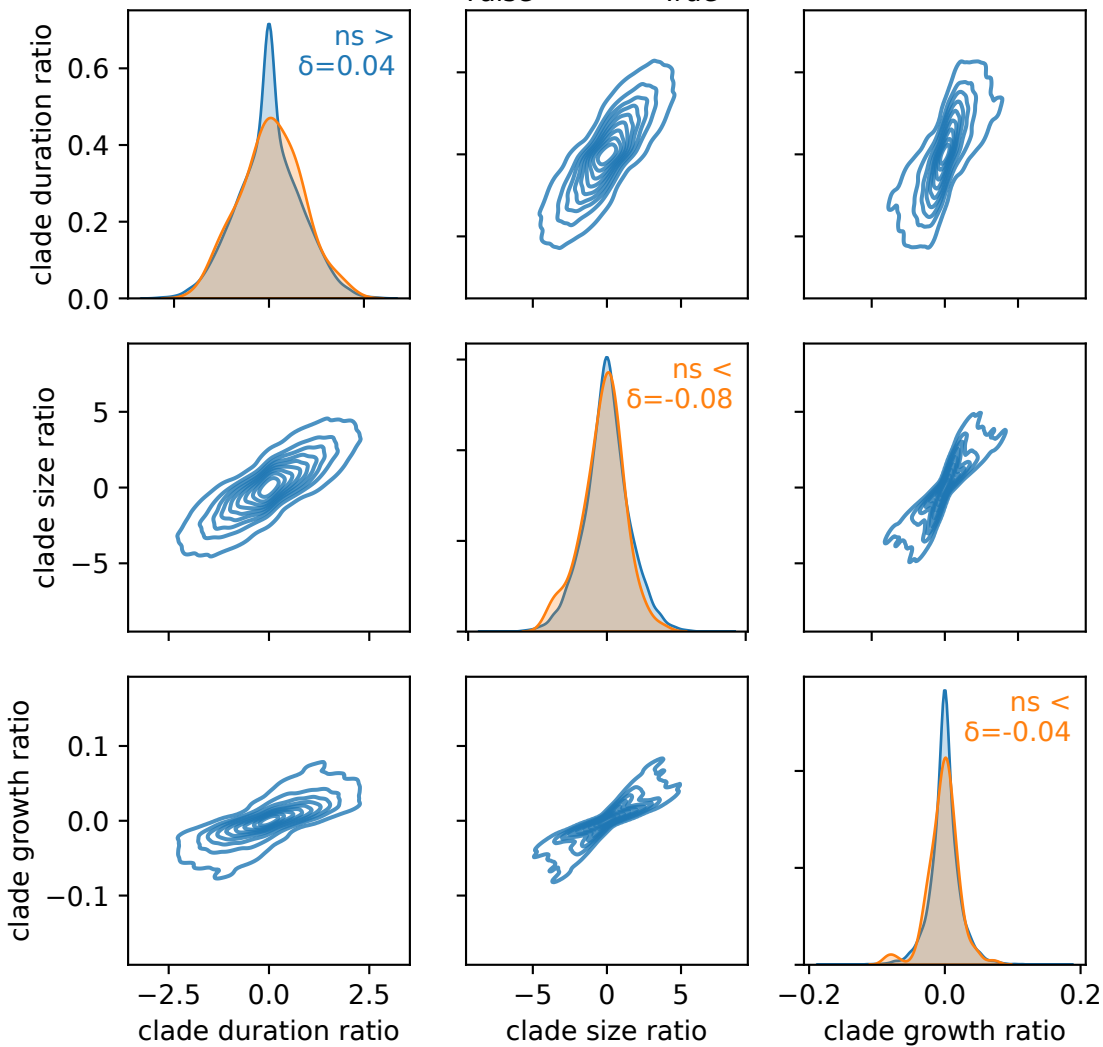 clade duration ratio
0.6
0.4
0.2
0.0
ns >
δ=0.04
clade size ratio
5
0
−5
ns <
δ=-0.08
−5 0 5
clade growth ratio
0.1
0.0
−0.1
ns <
δ=-0.04
−2.5 0.0 2.5
−5 0 5
−0.2 0.0 0.2
clade duration ratio
clade size ratio
clade growth ratio